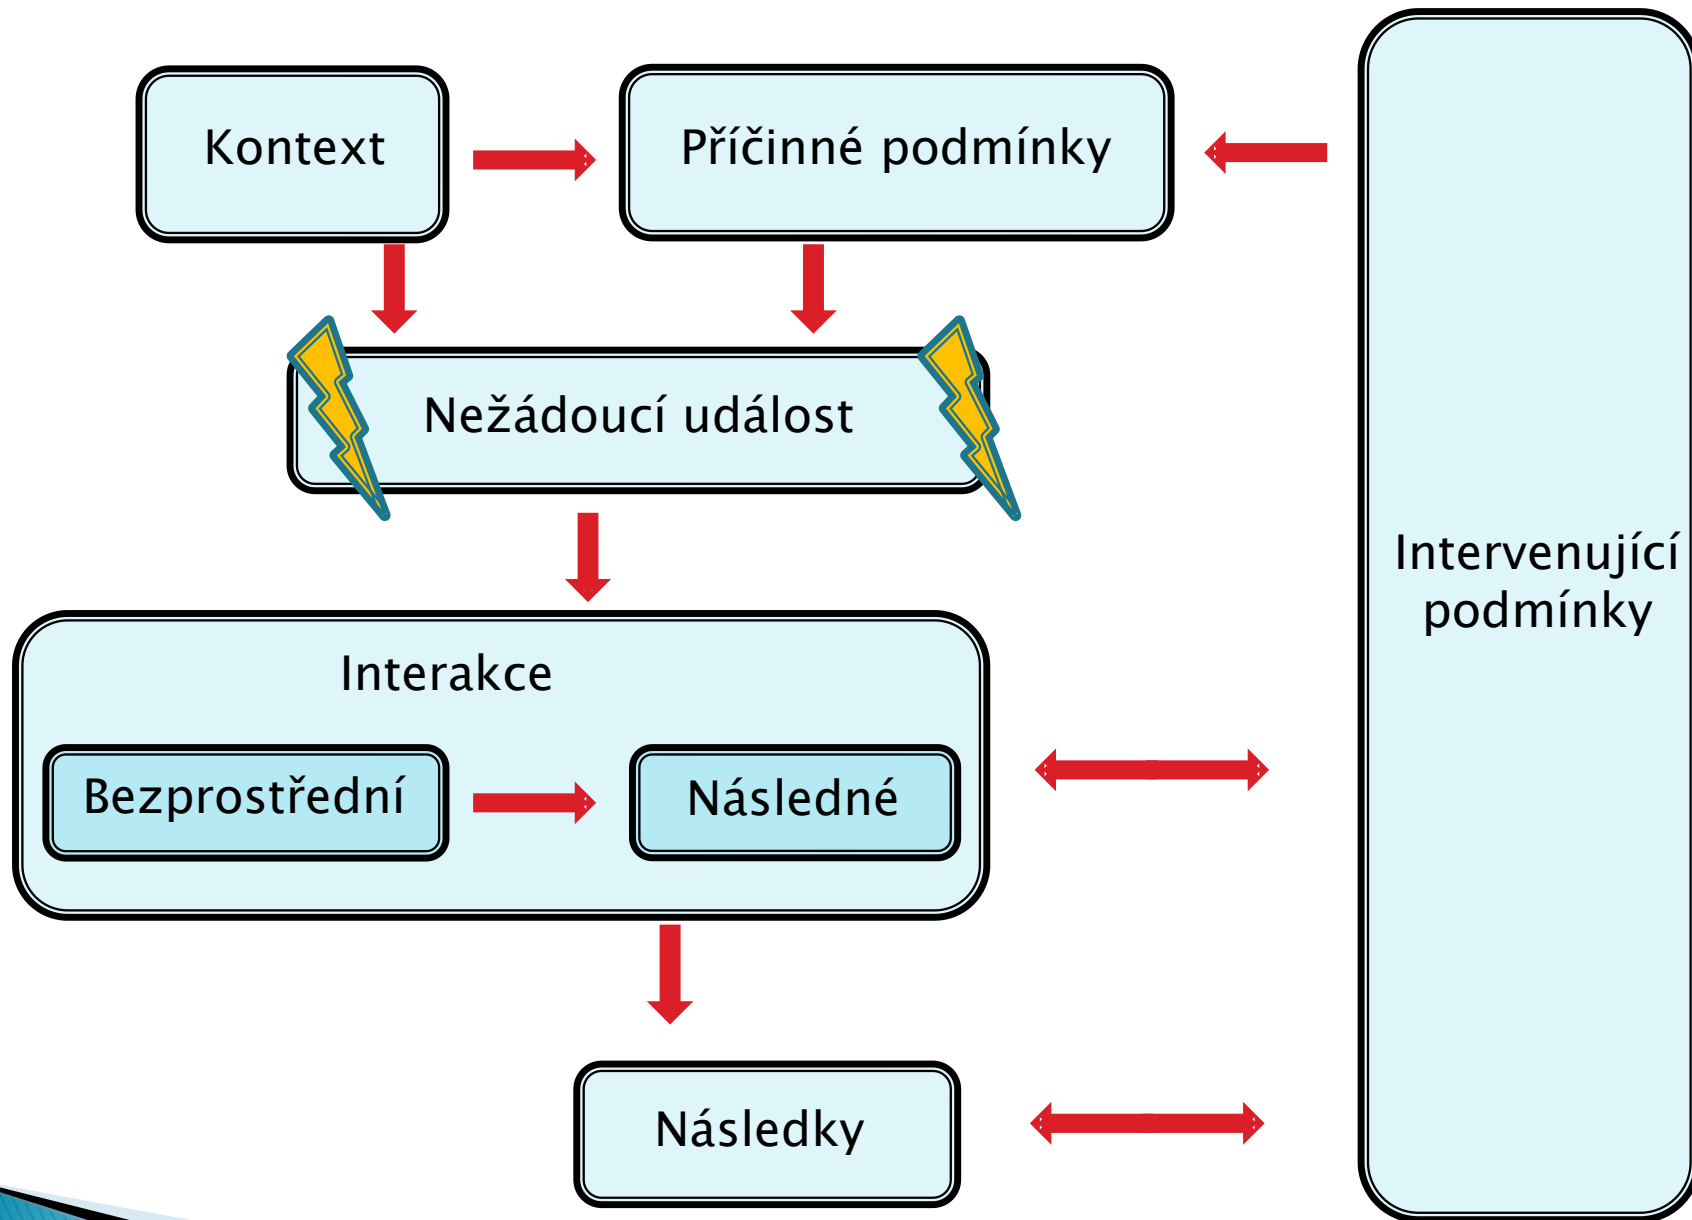 Kontext
Příčinné podmínky
Nežádoucí událost
Interakce
Bezprostřední
Následné
Následky
Intervenující
podmínky